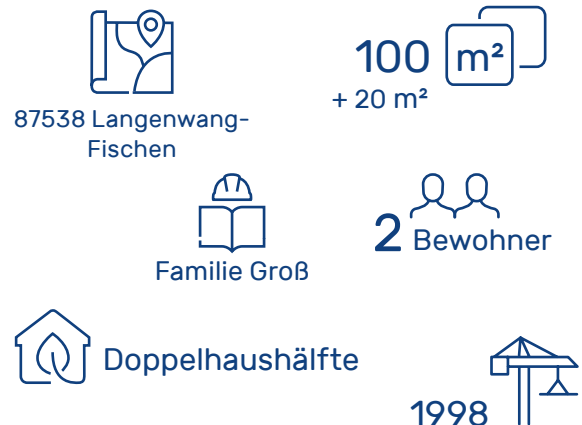 87538 Langenwang-
Fischen
100 m²
+ 20 m²
Familie Groß
2 Bewohner
Doppelhaushälfte
1998